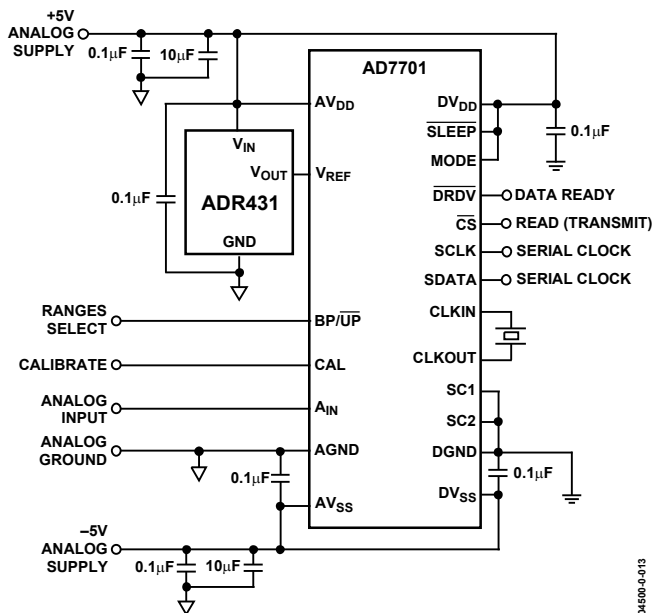 +5V
ANALOG
SUPPLY
0.1µF
10µF
AD7701
AVDD
DVDD
SLEEP
MODE
0.1µF
VIN
VOUT
VREF
ADR431
GND
0.1µF
DRDV
DATA READY
CS
READ (TRANSMIT)
SCLK
SERIAL CLOCK
SDATA
SERIAL CLOCK
RANGES
SELECT
BP/UP
CLKIN
CLKOUT
CALIBRATE
CAL
ANALOG
INPUT
AIN
SC1
SC2
ANALOG
GROUND
AGND
DGND
0.1µF
0.1µF
AVSS
DVSS
–5V
ANALOG
SUPPLY
0.1µF
10µF
04500-0-013